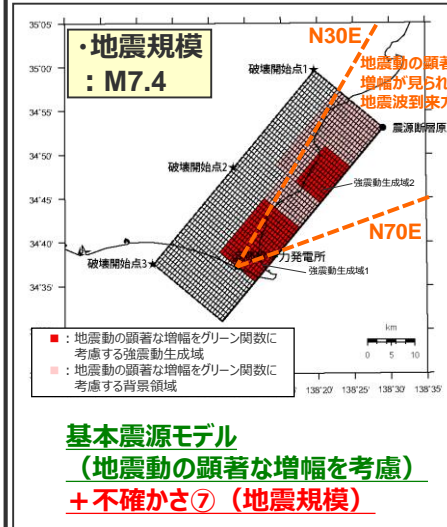 ・地震規模
：M7.4
N30E
地震動の顕著
増幅が見られ
地震波到来方
35°05'
35°00'
34°55'
34°50'
34°45'
34°40'
34°35'
破壊開始点1
震源断層原
破壊開始点2
強震動生成域2
N70E
力発電所
破壊開始点3
強震動生成域1
km
0 5 10
：地震動の顕著な増幅をグリーン関数に
考慮する強震動生成域
：地震動の顕著な増幅をグリーン関数に
考慮する背景領域
138°20' 138°25' 138°30' 138°35'
基本震源モデル
（地震動の顕著な増幅を考慮）
＋不確かさ⑦（地震規模）